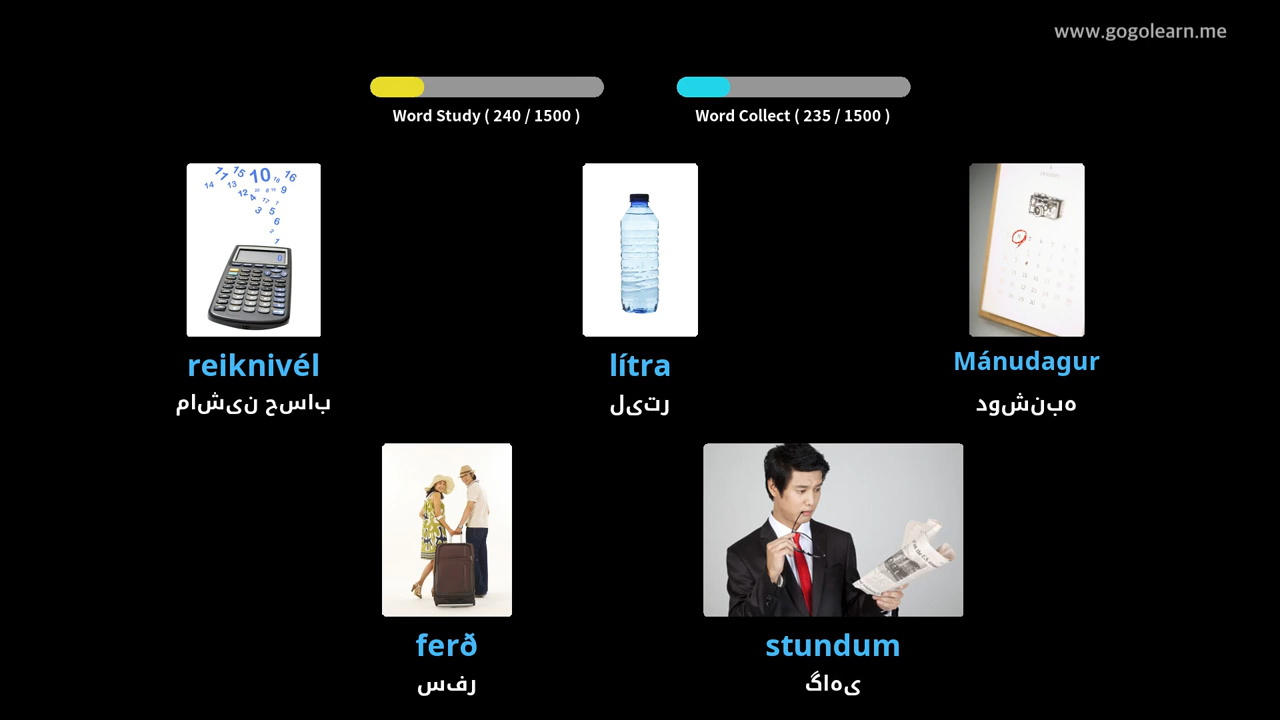 www.gogolearn.me
Word Study ( 240 / 1500 )
Word Collect ( 235 / 1500 )
reiknivél
ماشین حساب
lítra
لیتر
Mánudagur
دوشنبه
ferð
سفر
stundum
گاهی